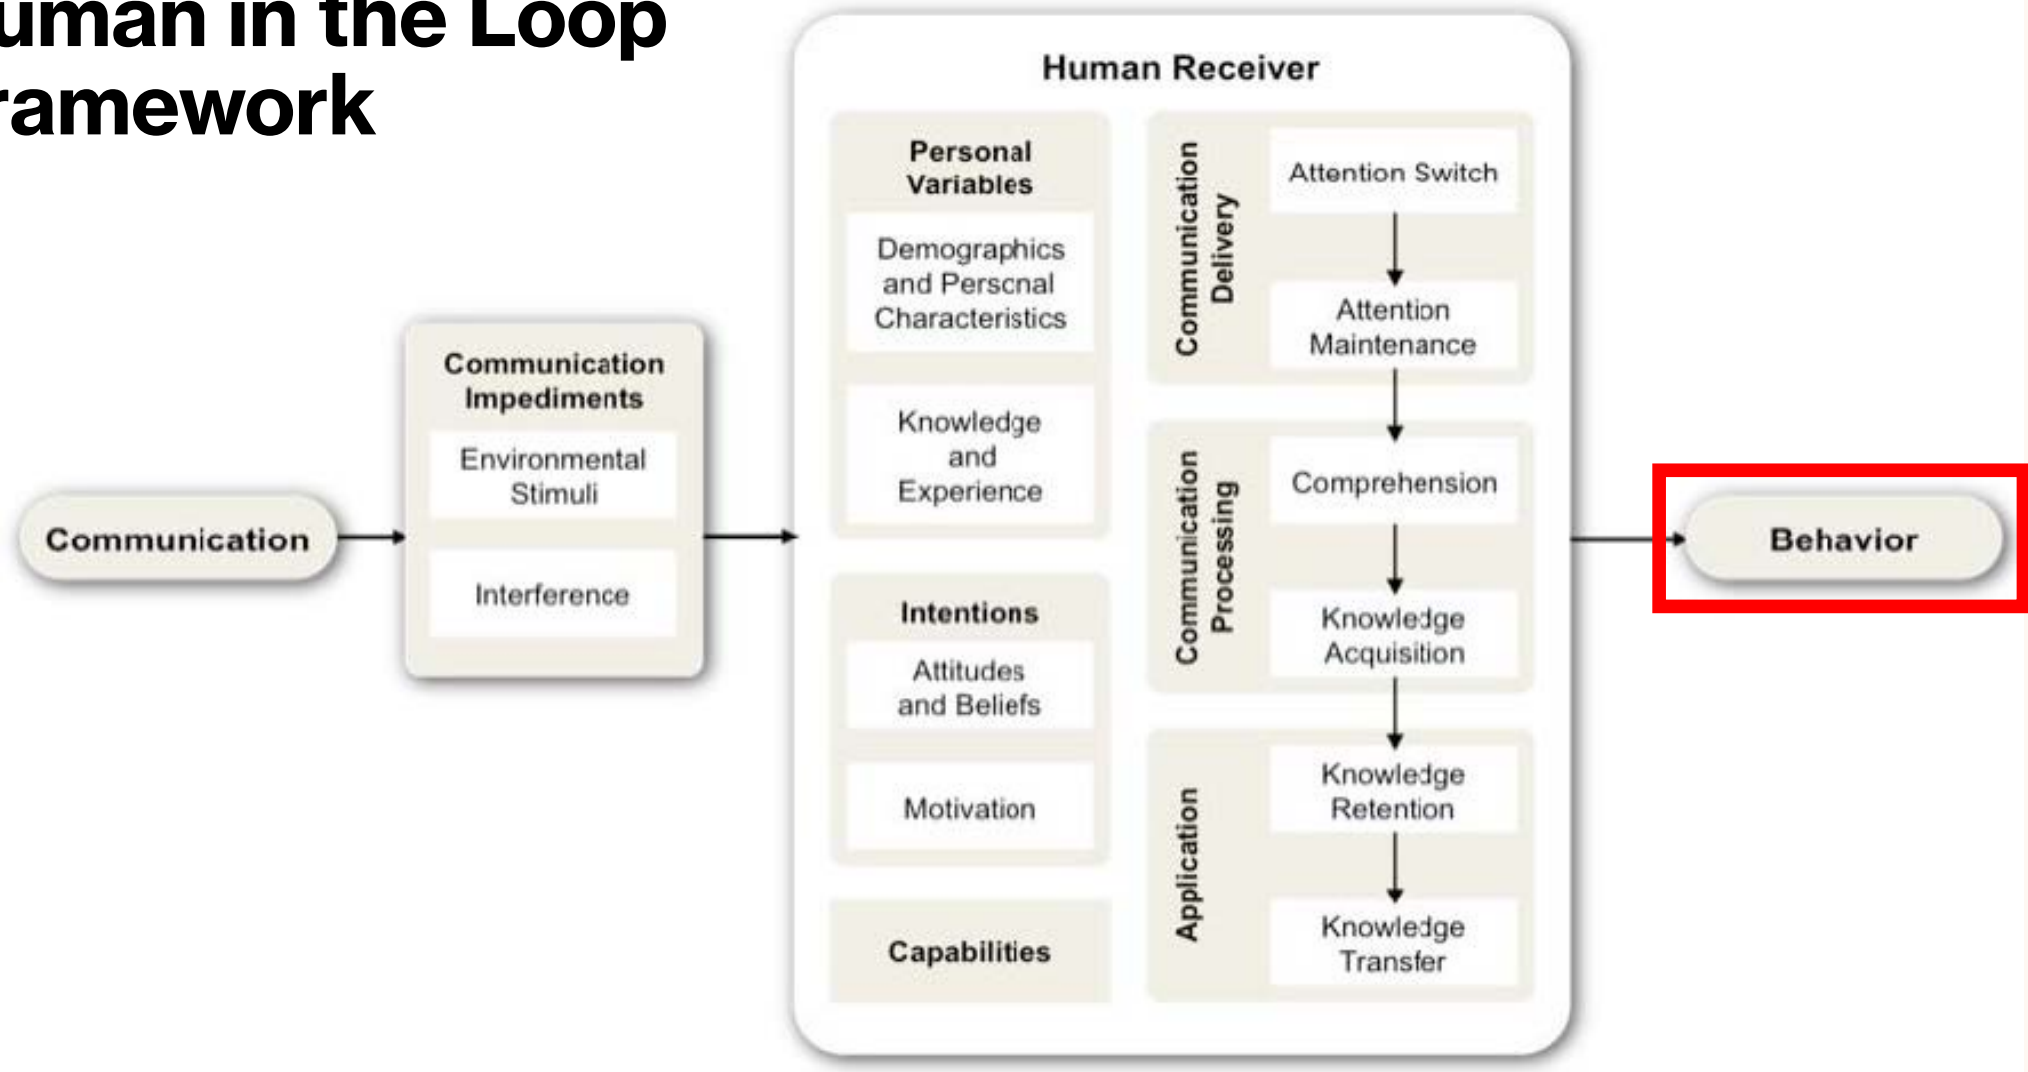 uman in the Loop
ramework
Communication
Communication
Impediments
Environmental
Stimuli
Interference
Human Receiver
Personal
Variables
Demographics
and Personal
Characteristics
Knowledge
and
Experience
Intentions
Attitudes
and Beliefs
Motivation
Capabilities
Communication
Delivery
Attention Switch
Attention
Maintenance
Communication
Processing
Comprehension
Knowledge
Acquisition
Application
Knowledge
Retention
Knowledge
Transfer
Behavior